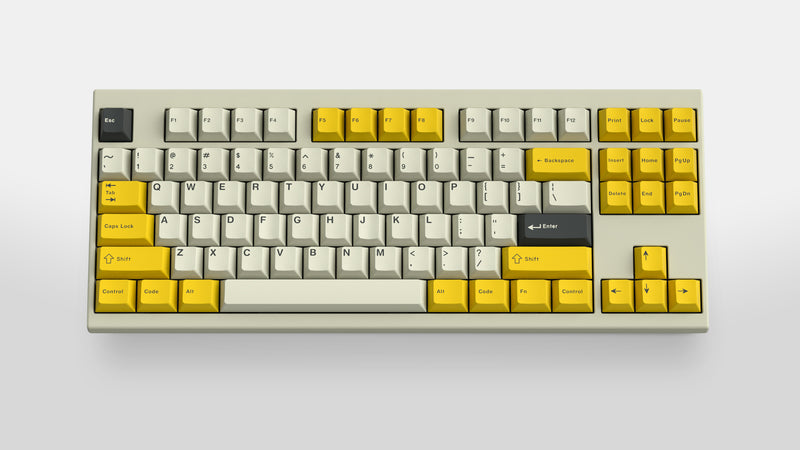 Esc F1 F2 F3 F4 F5 F6 F7 F8 F9 F10 F11 F12 Print Lock Pause
~ ! @ # $ % ^ & * ( ) — + ← Backspace Insert Home PgUp
` 1 2 3 4 5 6 7 8 9 0 - =
Tab Q W E R T Y U I O P { } | Delete End PgDn
[ ] \
Caps Lock A S D F G H J K L : " Enter
; '
Shift Z X C V B N M < > ? Shift ↑
, . /
Control Code Alt Alt Code Fn Control ← ↓ →